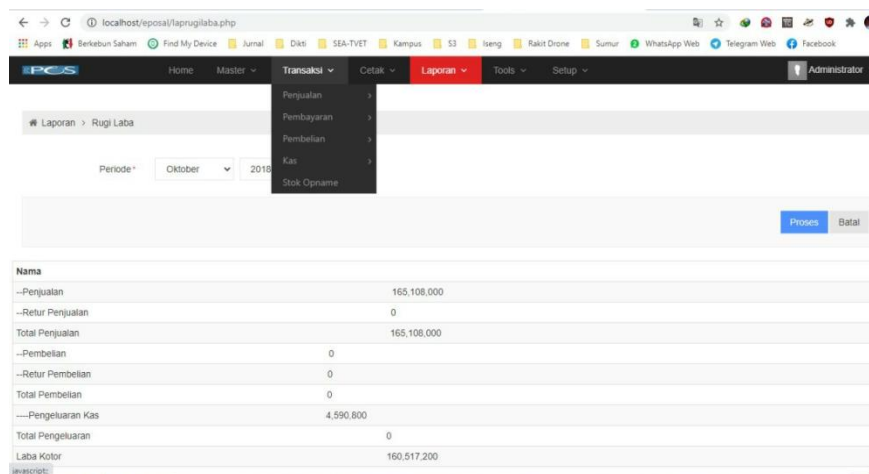 localhost/eposal/laprugilaba.php
Apps Berkebun Saham Find My Device Jurnal Dikti SEA-TVET Kampus S3 Iseng Rakit Drone Sumur WhatsApp Web Telegram Web Facebook
PCS Home Master Transaksi Cetak Laporan Tools Setup Administrator
Penjualan
Pembayaran
Pembelian
Kas
Stok Opname
Laporan > Rugi Laba
Periode* Oktober 2018
Proses Batal
Nama
--Penjualan 165,108,000
--Retur Penjualan 0
Total Penjualan 165,108,000
--Pembelian 0
--Retur Pembelian 0
Total Pembelian 0
----Pengeluaran Kas 4,590,800
Total Pengeluaran 0
Laba Kotor 160,517,200
javascript: